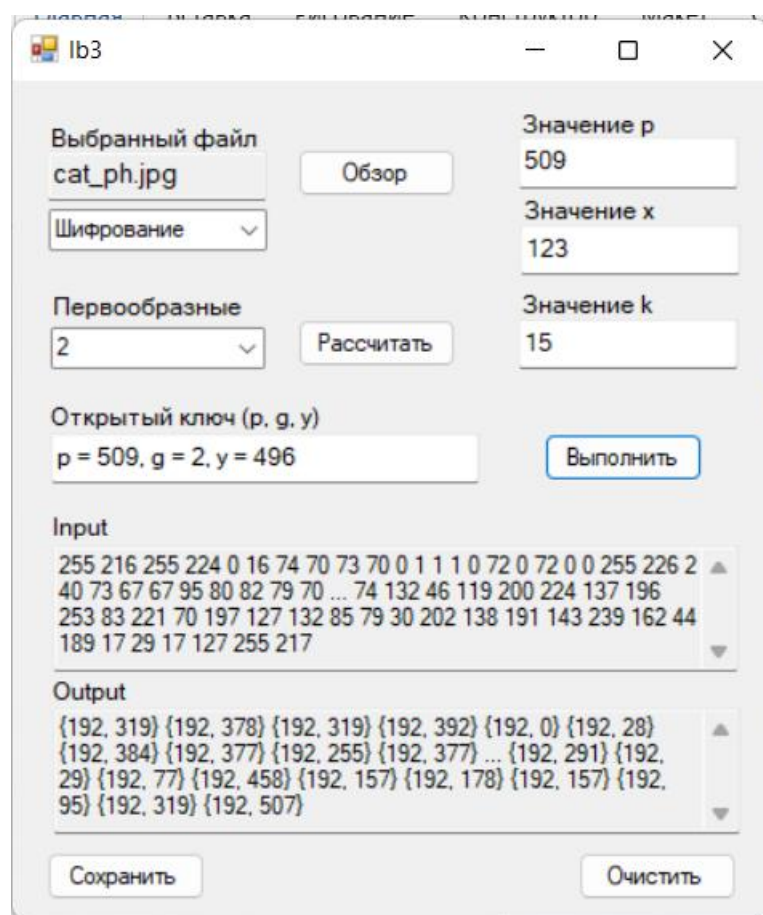 lb3
Выбранный файл
cat_ph.jpg
Обзор
Значение p
509
Шифрование
Значение x
123
Первообразные
2
Рассчитать
Значение k
15
Открытый ключ (p, g, y)
p = 509, g = 2, y = 496
Выполнить
Input
255 216 255 224 0 16 74 70 73 70 0 1 1 1 0 72 0 72 0 0 255 226 2
40 73 67 67 95 80 82 79 70 ... 74 132 46 119 200 224 137 196
253 83 221 70 197 127 132 85 79 30 202 138 191 143 239 162 44
189 17 29 17 127 255 217
Output
{192, 319} {192, 378} {192, 319} {192, 392} {192, 0} {192, 28}
{192, 384} {192, 377} {192, 255} {192, 377} ... {192, 291} {192,
29} {192, 77} {192, 458} {192, 157} {192, 178} {192, 157} {192,
95} {192, 319} {192, 507}
Сохранить
Очистить